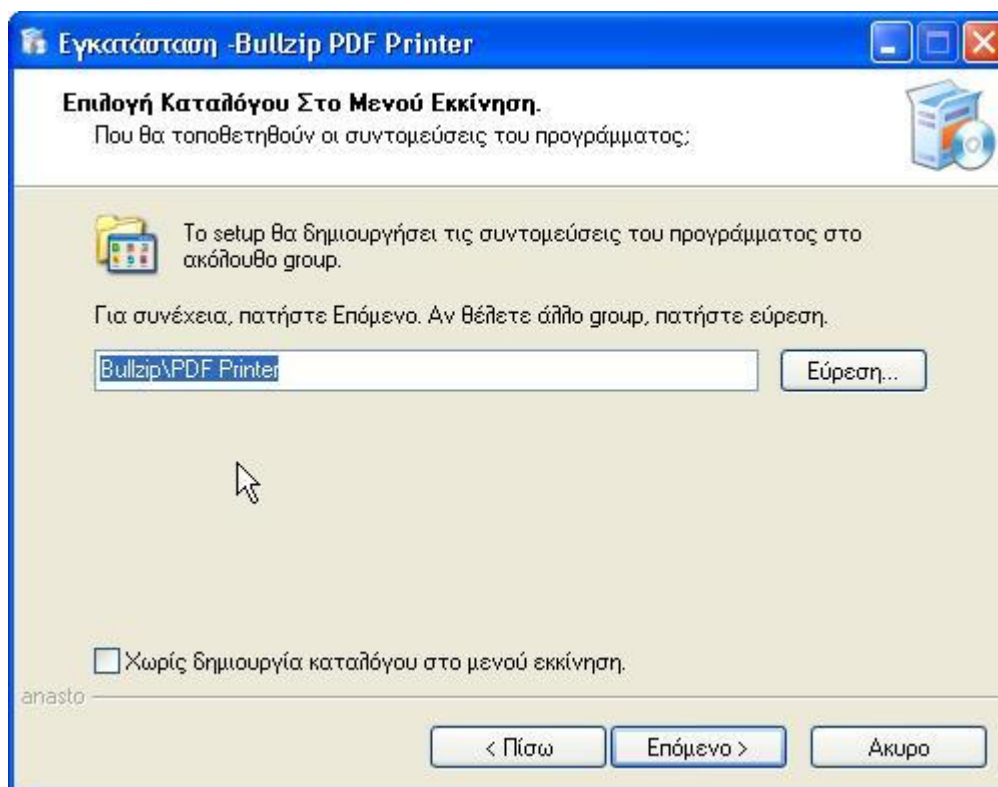 Εγκατάσταση -Bullzip PDF Printer
Επιλογή Καταλόγου Στο Μενού Εκκίνηση.
Που θα τοποθετηθούν οι συντομεύσεις του προγράμματος;
Το setup θα δημιουργήσει τις συντομεύσεις του προγράμματος στο
ακόλουθο group.
Για συνέχεια, πατήστε Επόμενο. Αν θέλετε άλλο group, πατήστε εύρεση.
Bullzip\PDF Printer
Εύρεση...
Χωρίς δημιουργία καταλόγου στο μενού εκκίνηση.
anasto
< Πίσω
Επόμενο >
Ακυρο